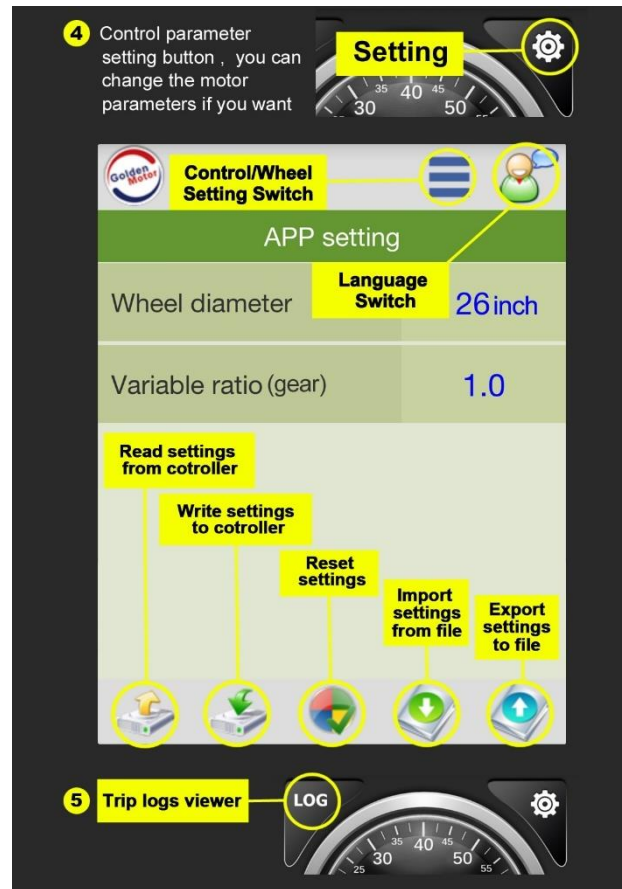 4 Control parameter
setting button , you can
change the motor
parameters if you want
Setting
35 40 45
30 50 55
Golden
Motor
Control/Wheel
Setting Switch
APP setting
Language
Switch
Wheel diameter 26inch
Variable ratio (gear) 1.0
Read settings
from cotroller
Write settings
to cotroller
Reset
settings
Import
settings
from file
Export
settings
to file
5 Trip logs viewer
LOG
35 40 45
25 30 50 55